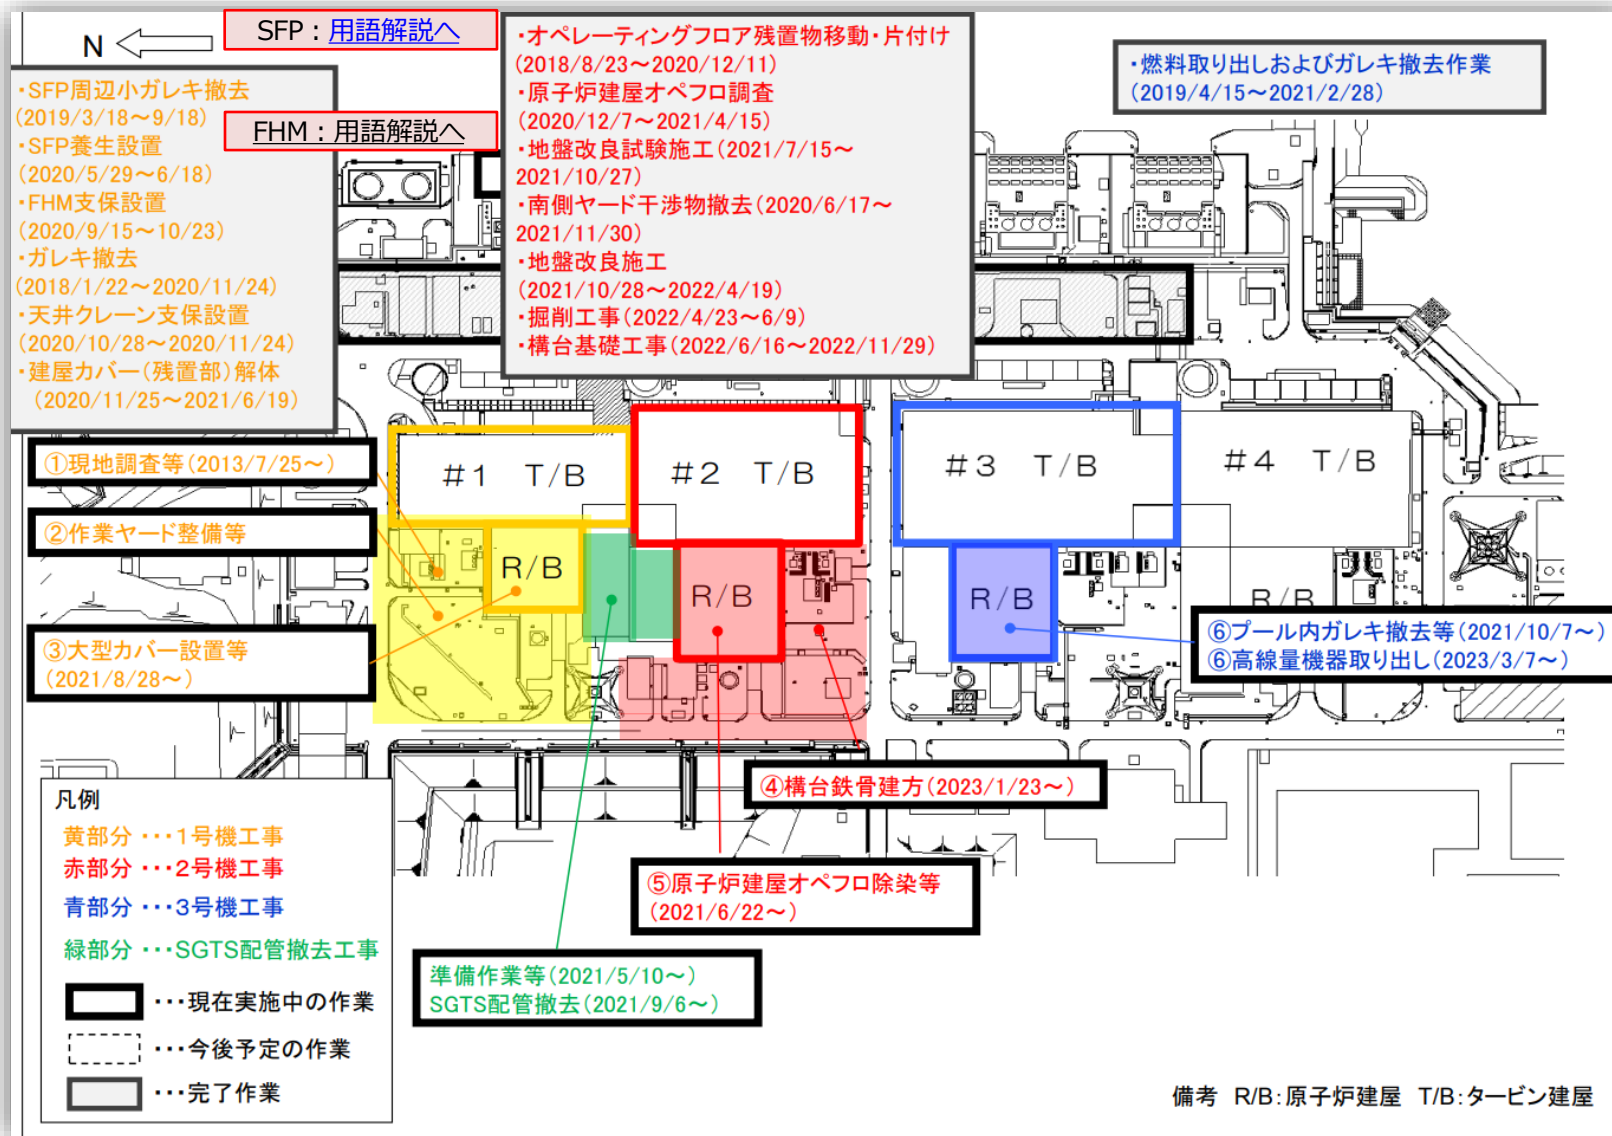 N
SFP：用語解説へ
FHM：用語解説へ
・SFP周辺小ガレキ撤去
(2019/3/18～9/18)
・SFP養生設置
(2020/5/29～6/18)
・FHM支保設置
(2020/9/15～10/23)
・ガレキ撤去
(2018/1/22～2020/11/24)
・天井クレーン支保設置
(2020/10/28～2020/11/24)
・建屋カバー(残置部)解体
(2020/11/25～2021/6/19)
・オペレーティングフロア残置物移動・片付け
(2018/8/23～2020/12/11)
・原子炉建屋オペフロ調査
(2020/12/7～2021/4/15)
・地盤改良試験施工(2021/7/15～
2021/10/27)
・南側ヤード干渉物撤去(2020/6/17～
2021/11/30)
・地盤改良施工
(2021/10/28～2022/4/19)
・掘削工事(2022/4/23～6/9)
・構台基礎工事(2022/6/16～2022/11/29)
・燃料取り出しおよびガレキ撤去作業
(2019/4/15～2021/2/28)
①現地調査等(2013/7/25～)
②作業ヤード整備等
③大型カバー設置等
(2021/8/28～)
#1 T/B
#2 T/B
#3 T/B
#4 T/B
R/B
R/B
R/B
R/B
⑥プール内ガレキ撤去等(2021/10/7～)
⑥高線量機器取り出し(2023/3/7～)
④構台鉄骨建方(2023/1/23～)
⑤原子炉建屋オペフロ除染等
(2021/6/22～)
準備作業等(2021/5/10～)
SGTS配管撤去(2021/9/6～)
凡例
黄部分・・・1号機工事
赤部分・・・2号機工事
青部分・・・3号機工事
緑部分・・・SGTS配管撤去工事
・・・現在実施中の作業
・・・今後予定の作業
・・・完了作業
備考 R/B:原子炉建屋 T/B:タービン建屋